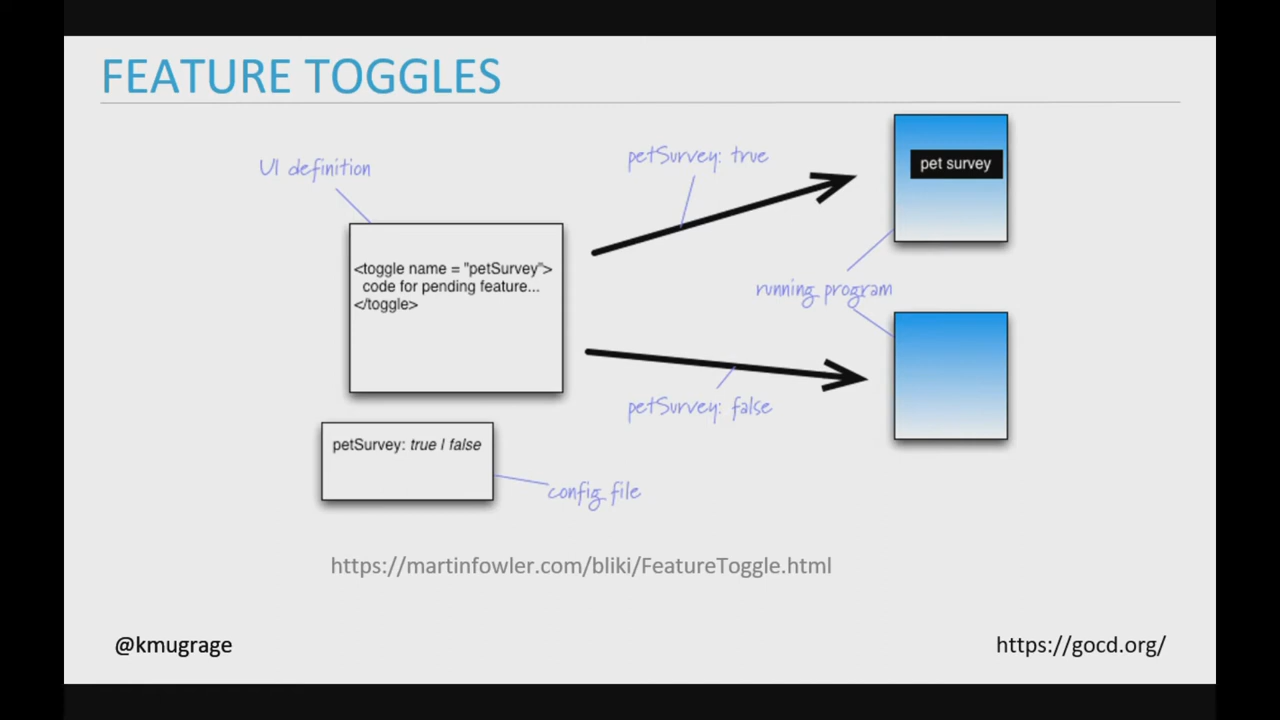 FEATURE TOGGLES
UI definition
petSurvey: true
pet survey
<toggle name = "petSurvey">
code for pending feature...
</toggle>
running program
petSurvey: false
petSurvey: true | false
config file
https://martinfowler.com/bliki/FeatureToggle.html
@kmugrage
https://gocd.org/